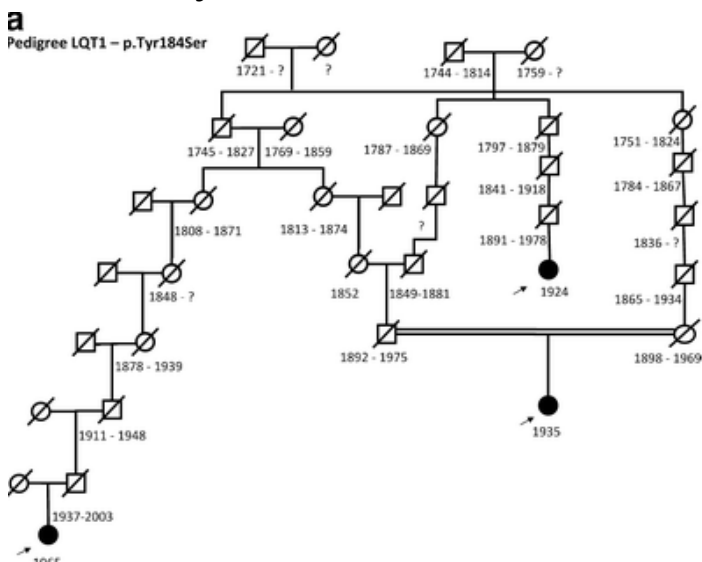 a
Pedigree LQT1 – p.Tyr184Ser
1721 - ? ? 1744 - 1814 1759 - ?
1745 - 1827 1769 - 1859 1787 - 1869 1797 - 1879 1751 - 1824
1841 - 1918 1784 - 1867
1808 - 1871 1813 - 1874 ? 1891 - 1978 1836 - ?
1848 - ? 1852 1849-1881 1924 1865 - 1934
1878 - 1939 1892 - 1975 1898 - 1969
1911 - 1948 1935
1937-2003